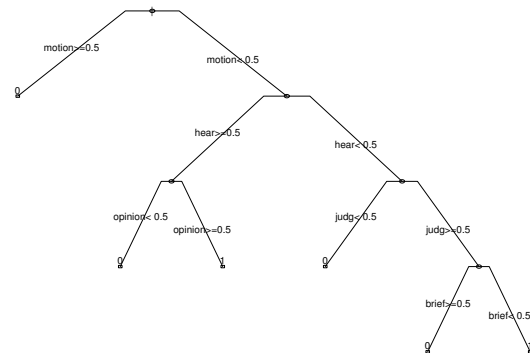 motion>=0.5
motion< 0.5
0
hear>=0.5
hear< 0.5
opinion< 0.5
opinion>=0.5
judg< 0.5
judg>=0.5
0
1
0
brief>=0.5
brief< 0.5
0